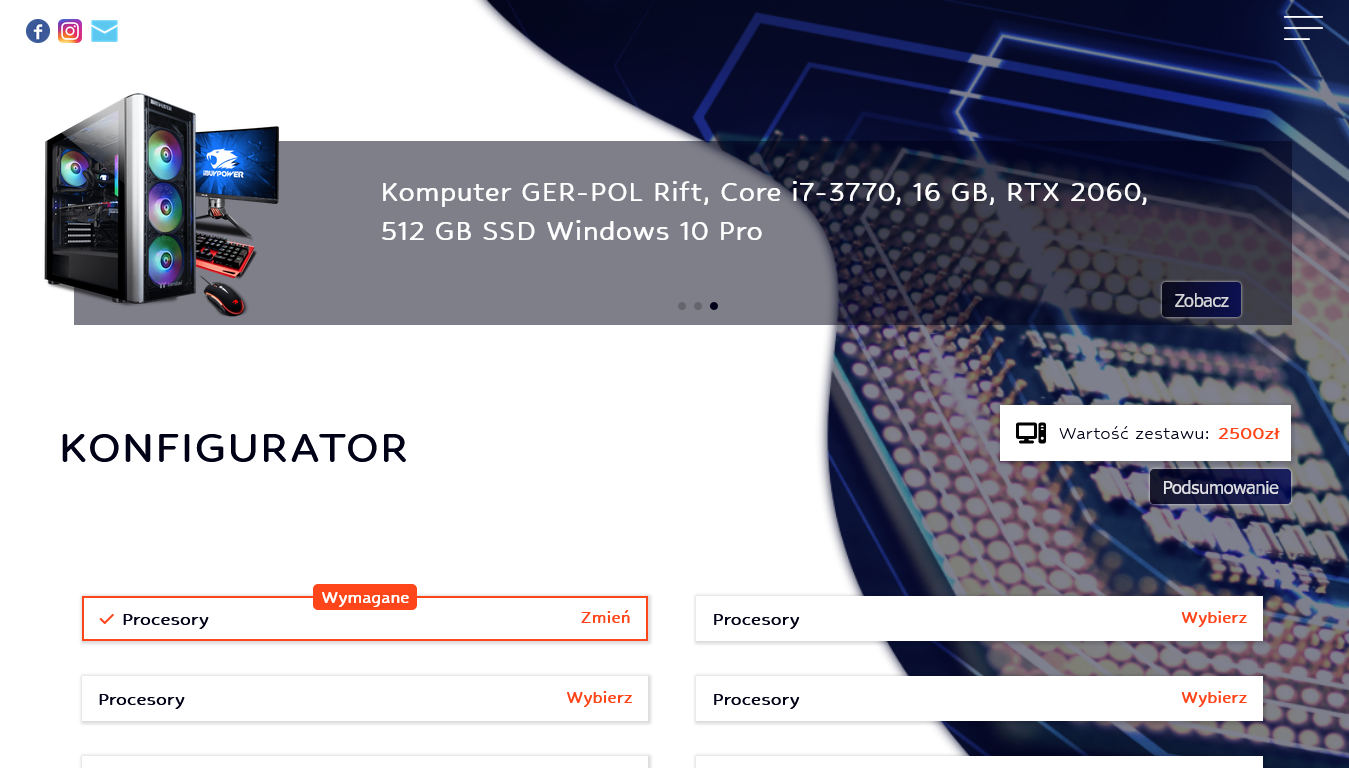 iBUYPOWER
Komputer GER-POL Rift, Core i7-3770, 16 GB, RTX 2060,
512 GB SSD Windows 10 Pro
Zobacz
KONFIGURATOR
Wartość zestawu: 2500zł
Podsumowanie
Wymagane
Procesory Zmień
Procesory Wybierz
Procesory Wybierz
Procesory Wybierz